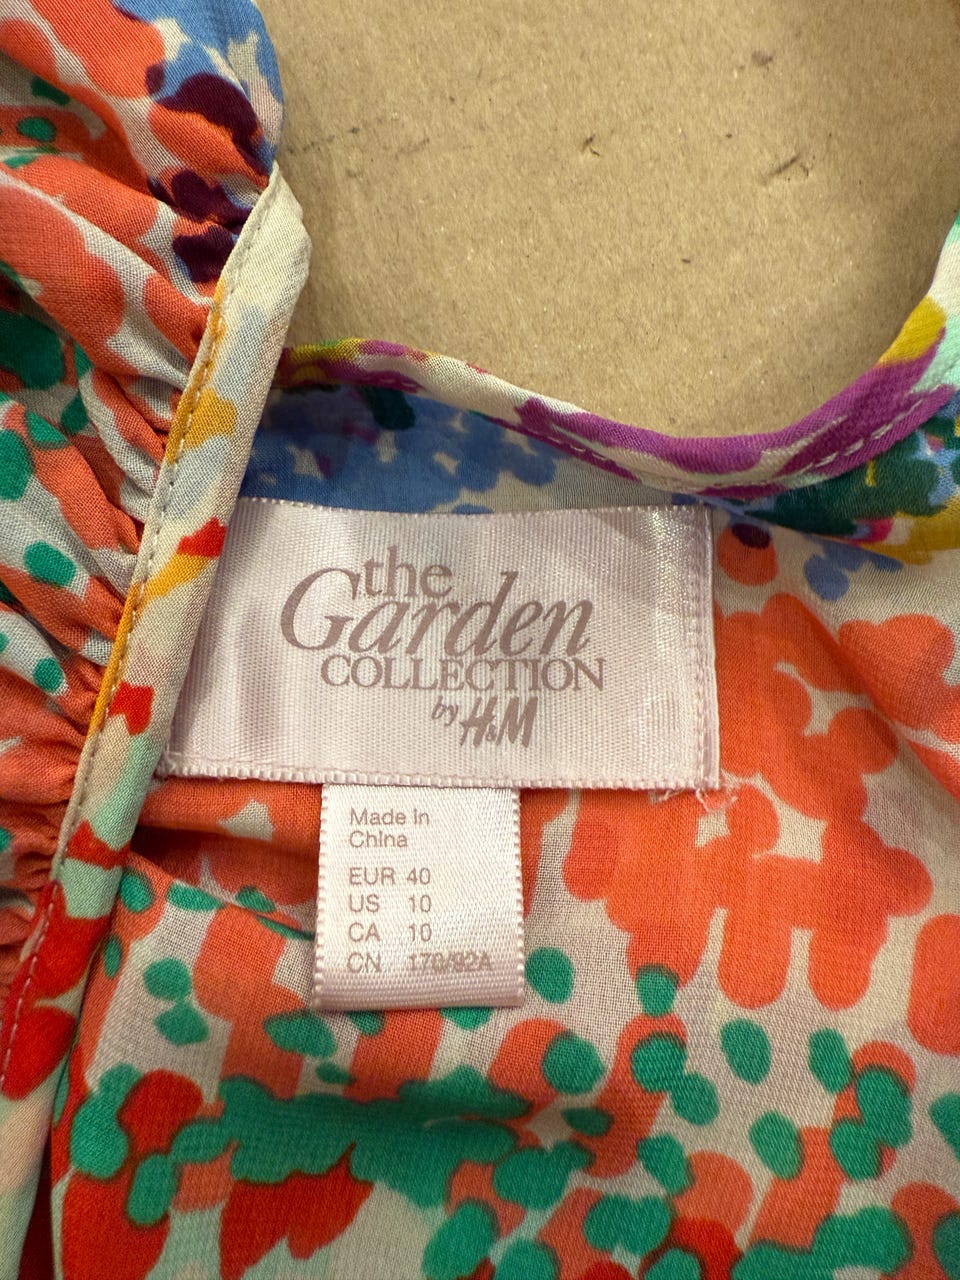 the
Garden
COLLECTION
by H&M
Made in
China
EUR 40
US 10
CA 10
CN 170/92A